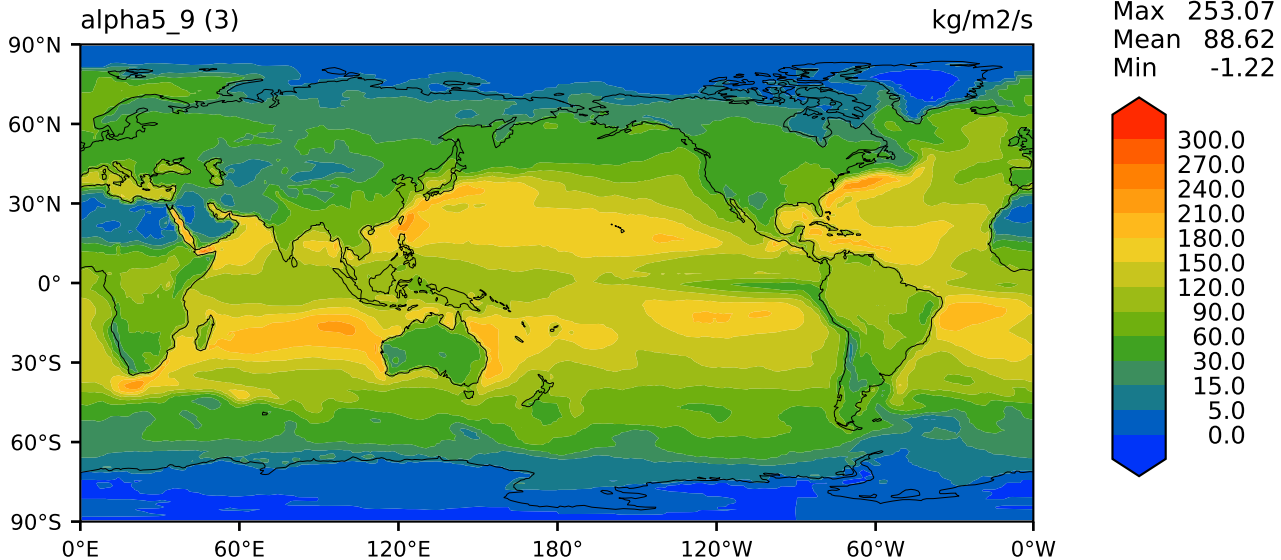 alpha5_9 (3) kg/m2/s
Max 253.07
Mean 88.62
Min -1.22
90°N
60°N
30°N
0°
30°S
60°S
90°S
0°E 60°E 120°E 180° 120°W 60°W 0°W
300.0
270.0
240.0
210.0
180.0
150.0
120.0
90.0
60.0
30.0
15.0
5.0
0.0